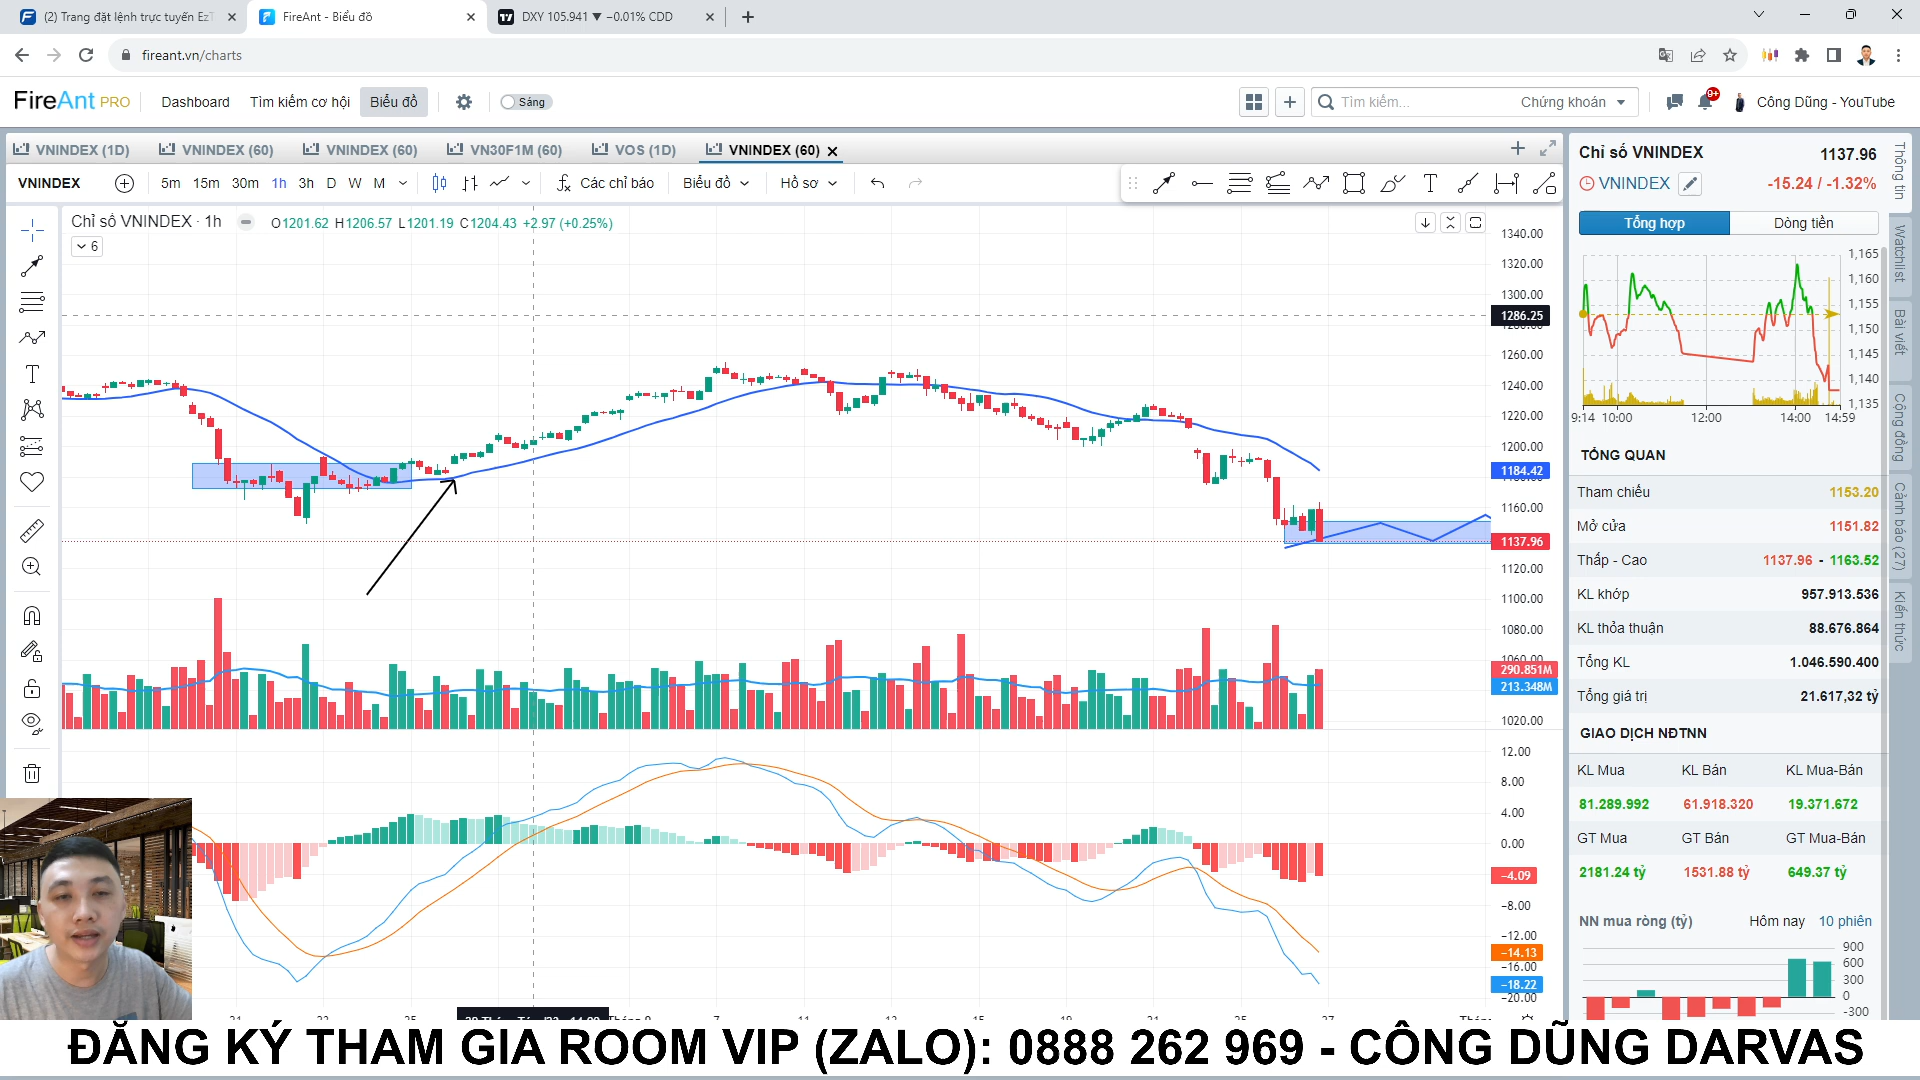 (2) Trang đặt lệnh trực tuyến EzT
FireAnt - Biểu đồ
DXY 105.941 ▼ −0.01% CDD
fireant.vn/charts
FireAnt PRO
Dashboard
Tìm kiếm cơ hội
Biểu đồ
Sáng
Tìm kiếm...
Chứng khoán
9+
Công Dũng - YouTube
VNINDEX (1D)
VNINDEX (60)
VNINDEX (60)
VN30F1M (60)
VOS (1D)
VNINDEX (60)
VNINDEX
5m 15m 30m 1h 3h D W M
Các chỉ báo
Biểu đồ
Hồ sơ
Chỉ số VNINDEX · 1h
O1201.62 H1206.57 L1201.19 C1204.43 +2.97 (+0.25%)
6
1340.00
1320.00
1300.00
1286.25
1280.00
1260.00
1240.00
1220.00
1200.00
1184.42
1180.00
1160.00
1137.96
1120.00
1100.00
1080.00
1060.00
290.851M
213.348M
1020.00
12.00
8.00
4.00
0.00
−4.09
−8.00
−12.00
−14.13
−16.00
−18.22
−20.00
7
11
13
15
19
21
25
27
Chỉ số VNINDEX
1137.96
VNINDEX
-15.24 / -1.32%
Tổng hợp
Dòng tiền
1,165
1,160
1,155
1,150
1,145
1,140
1,135
9:14 10:00 12:00 14:00 14:59
TỔNG QUAN
Tham chiếu 1153.20
Mở cửa 1151.82
Thấp - Cao 1137.96 - 1163.52
KL khớp 957.913.536
KL thỏa thuận 88.676.864
Tổng KL 1.046.590.400
Tổng giá trị 21.617,32 tỷ
GIAO DỊCH NĐTNN
KL Mua KL Bán KL Mua-Bán
81.289.992 61.918.320 19.371.672
GT Mua GT Bán GT Mua-Bán
2181.24 tỷ 1531.88 tỷ 649.37 tỷ
NN mua ròng (tỷ) Hôm nay 10 phiên
900
600
300
0
-300
Thông tin
Watchlist
Bài viết
Cộng đồng
Cảnh báo (27)
Kiến thức
ĐĂNG KÝ THAM GIA ROOM VIP (ZALO): 0888 262 969 - CÔNG DŨNG DARVAS